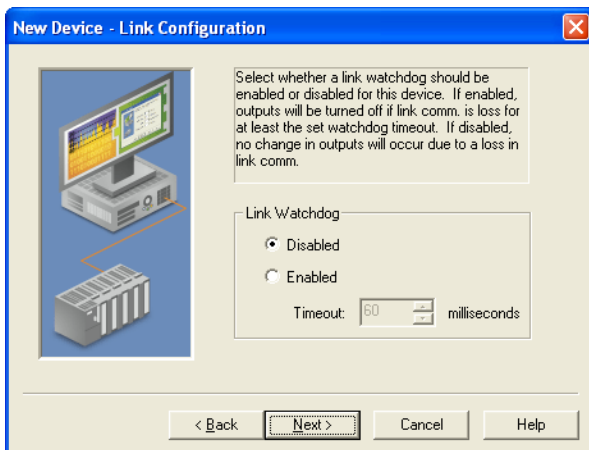 New Device - Link Configuration
Select whether a link watchdog should be
enabled or disabled for this device. If enabled,
outputs will be turned off if link comm. is loss for
at least the set watchdog timeout. If disabled,
no change in outputs will occur due to a loss in
link comm.
Link Watchdog
Disabled
Enabled
Timeout: 60 milliseconds
< Back Next > Cancel Help